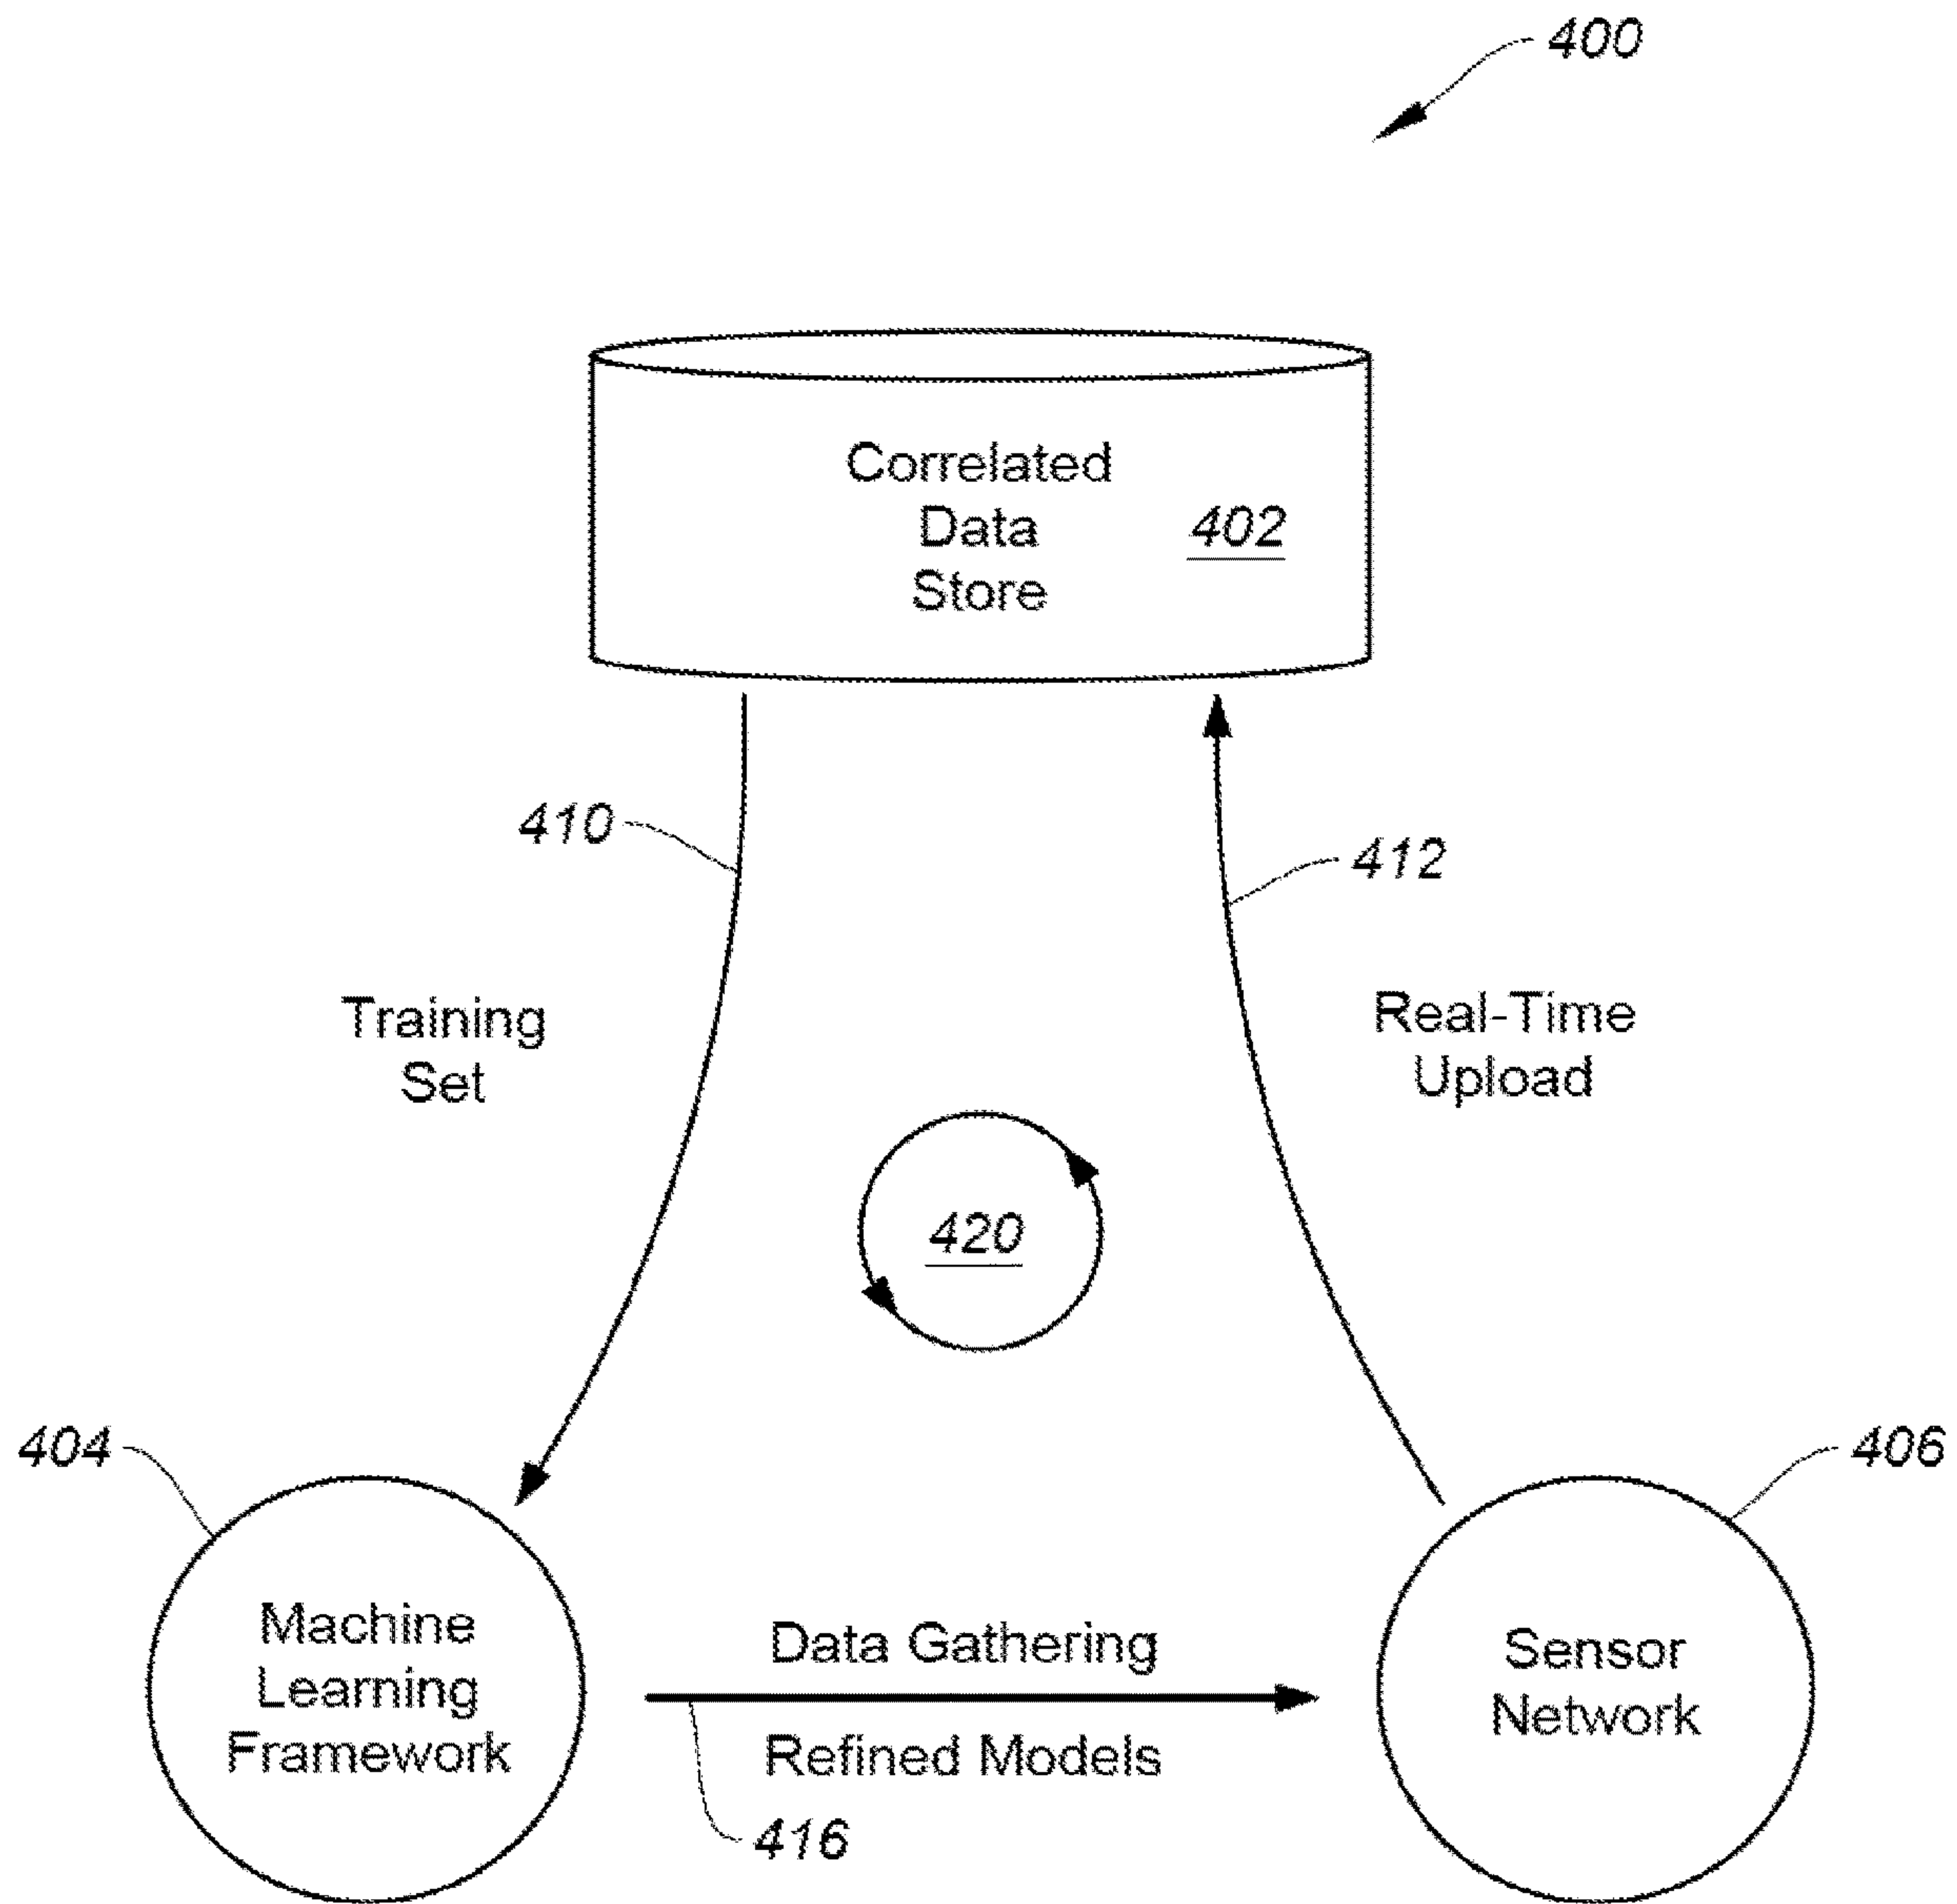 400
Correlated
Data
Store
402
410
412
Training
Set
Real-Time
Upload
420
404
406
Machine
Learning
Framework
Data Gathering
Refined Models
416
Sensor
Network